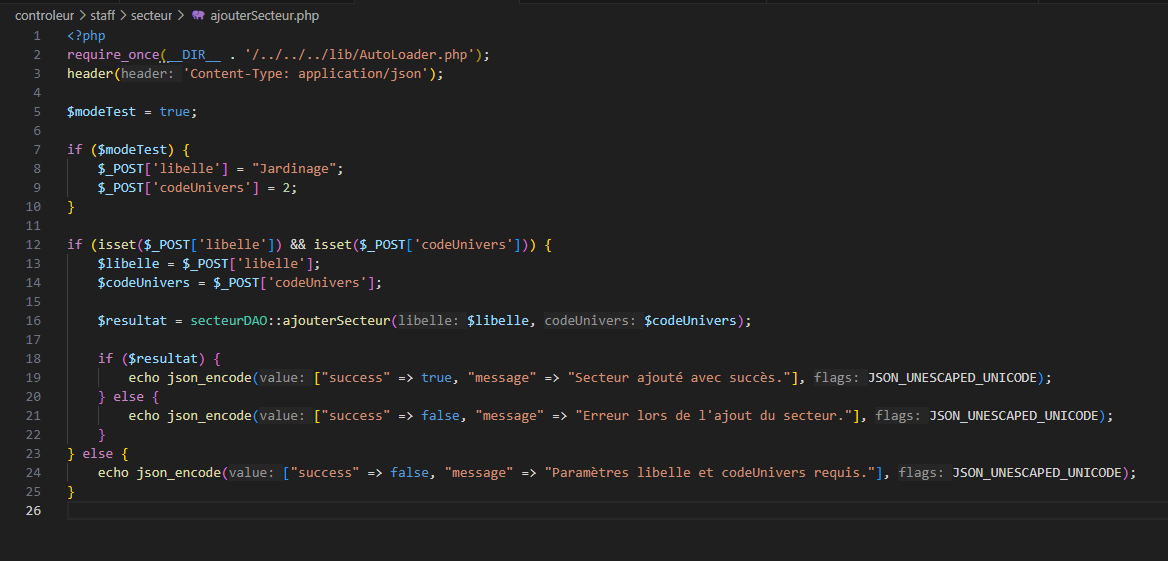 controleur > staff > secteur > ajouterSecteur.php
1 <?php
2 require_once(__DIR__ . '/../../../lib/AutoLoader.php');
3 header(header: 'Content-Type: application/json');
4
5 $modeTest = true;
6
7 if ($modeTest) {
8     $_POST['libelle'] = "Jardinage";
9     $_POST['codeUnivers'] = 2;
10 }
11
12 if (isset($_POST['libelle']) && isset($_POST['codeUnivers'])) {
13     $libelle = $_POST['libelle'];
14     $codeUnivers = $_POST['codeUnivers'];
15
16     $resultat = secteurDAO::ajouterSecteur(libelle: $libelle, codeUnivers: $codeUnivers);
17
18     if ($resultat) {
19         echo json_encode(value: ["success" => true, "message" => "Secteur ajouté avec succès."], flags: JSON_UNESCAPED_UNICODE);
20     } else {
21         echo json_encode(value: ["success" => false, "message" => "Erreur lors de l'ajout du secteur."], flags: JSON_UNESCAPED_UNICODE);
22     }
23 } else {
24     echo json_encode(value: ["success" => false, "message" => "Paramètres libelle et codeUnivers requis."], flags: JSON_UNESCAPED_UNICODE);
25 }
26